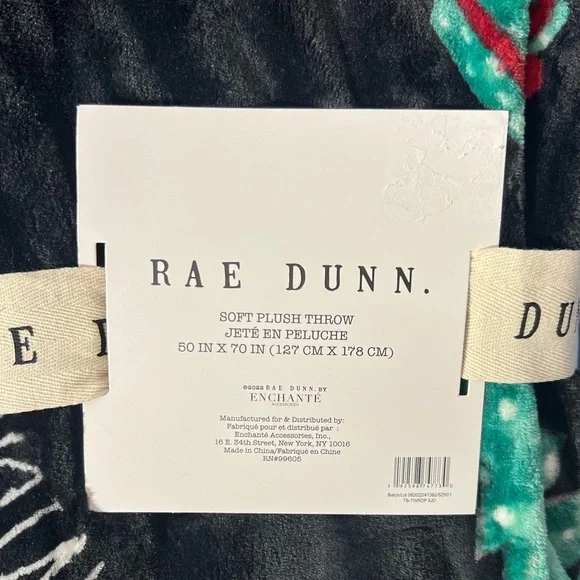 RAE DUNN.
SOFT PLUSH THROW
JETÉ EN PELUCHE
50 IN X 70 IN (127 CM X 178 CM)
©2022 RAE DUNN. BY
ENCHANTÉ
ACCESSORIES
Manufactured for & Distributed by:
Fabriqué pour et distribué par :
Enchanté Accessories, Inc.,
16 E. 34th Street, New York, NY 10016
Made in China/Fabriqué en Chine
RN#99605
E
DU